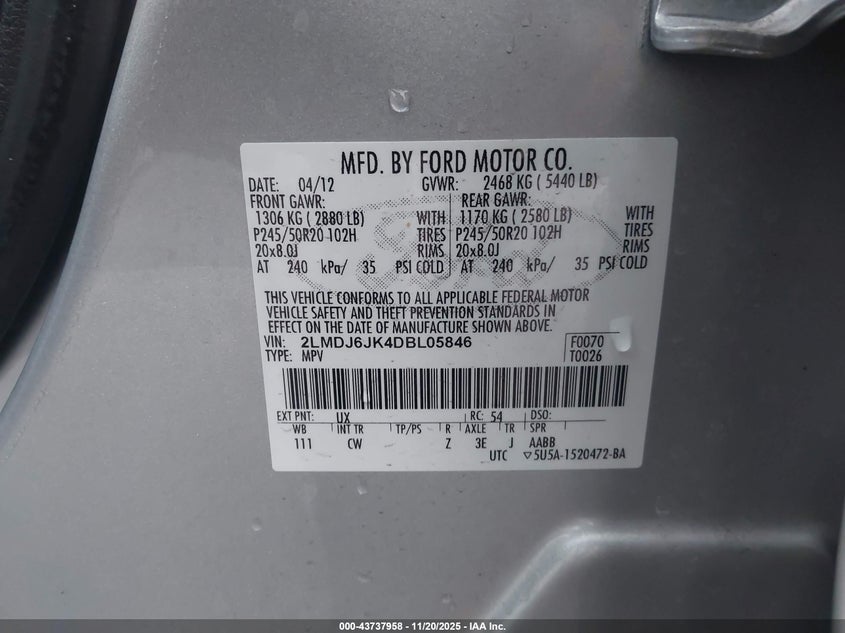 MFD. BY FORD MOTOR CO.
DATE: 04/12 GVWR: 2468 KG ( 5440 LB)
FRONT GAWR: REAR GAWR:
1306 KG ( 2880 LB) WITH 1170 KG ( 2580 LB) WITH
P245/50R20 102H TIRES P245/50R20 102H TIRES
20x8.0J RIMS 20x8.0J RIMS
AT 240 kPa/ 35 PSI COLD AT 240 kPa/ 35 PSI COLD
THIS VEHICLE CONFORMS TO ALL APPLICABLE FEDERAL MOTOR
VEHICLE SAFETY AND THEFT PREVENTION STANDARDS IN
EFFECT ON THE DATE OF MANUFACTURE SHOWN ABOVE.
VIN: 2LMDJ6JK4DBL05846 F0070
TYPE: MPV T0026
EXT PNT: UX RC: 54 DSO:
WB INT TR TP/PS R AXLE TR SPR
111 CW Z 3E J AABB
UTC ▽5U5A-1520472-BA
000-43737958 - 11/20/2025 - IAA Inc.